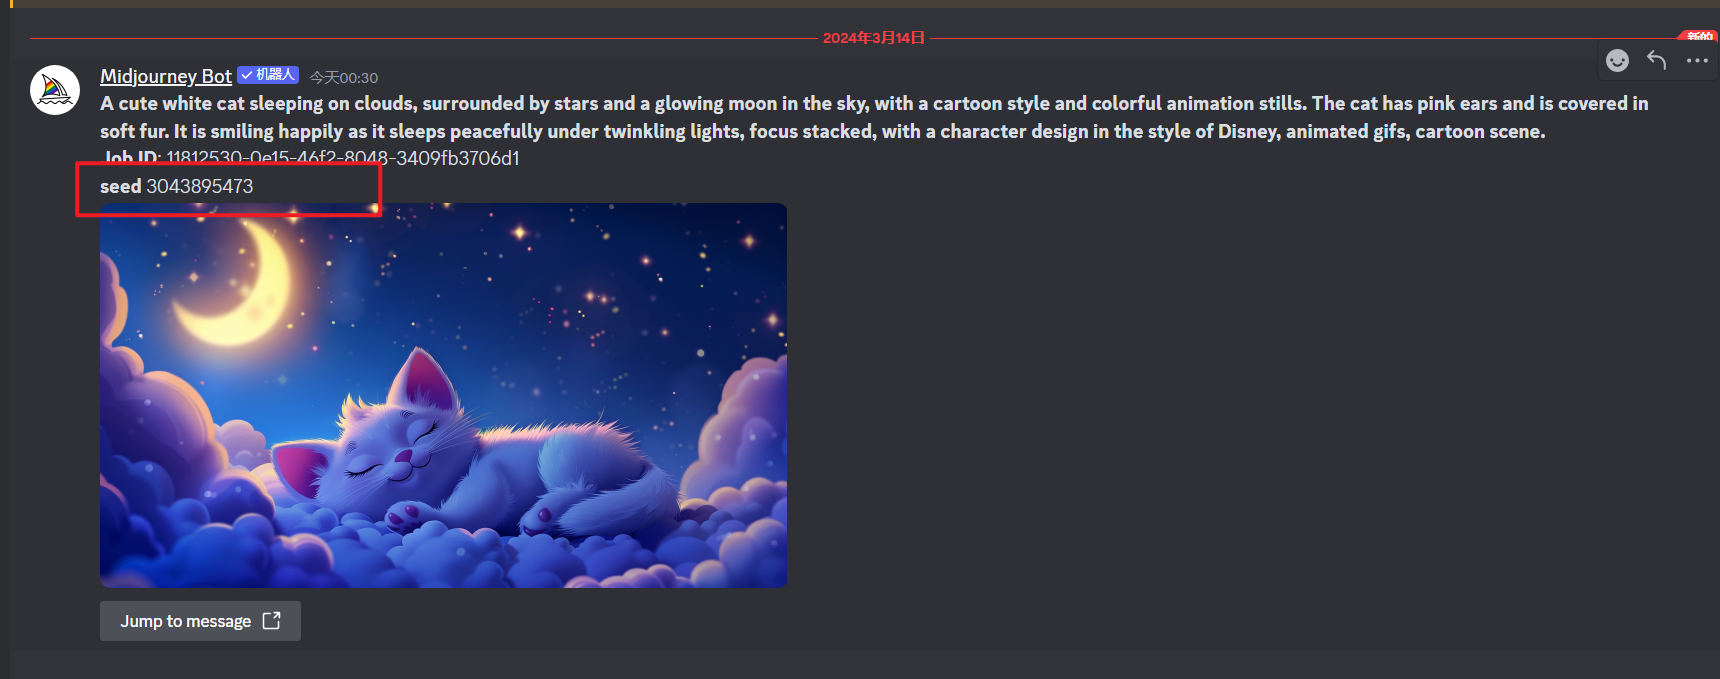 2024年3月14日
新的
Midjourney Bot 机器人 今天00:30
A cute white cat sleeping on clouds, surrounded by stars and a glowing moon in the sky, with a cartoon style and colorful animation stills. The cat has pink ears and is covered in
soft fur. It is smiling happily as it sleeps peacefully under twinkling lights, focus stacked, with a character design in the style of Disney, animated gifs, cartoon scene.
Job ID: 11812530-0e15-46f2-8048-3409fb3706d1
seed 3043895473
Jump to message